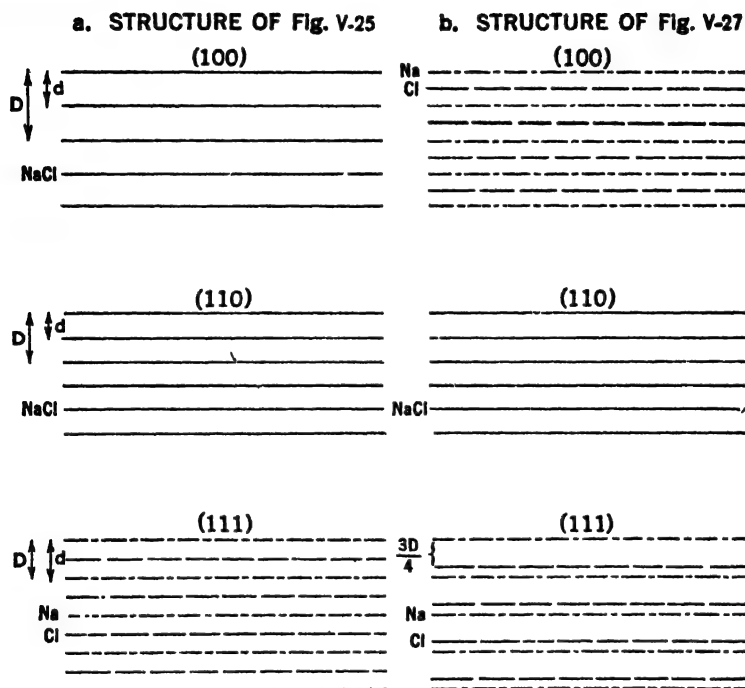 a. STRUCTURE OF Fig. V-25
b. STRUCTURE OF Fig. V-27
(100)
D
d
NaCl
(100)
Na
Cl
(110)
D
d
NaCl
(110)
NaCl
(111)
D
d
Na
Cl
(111)
3D
4
Na
Cl